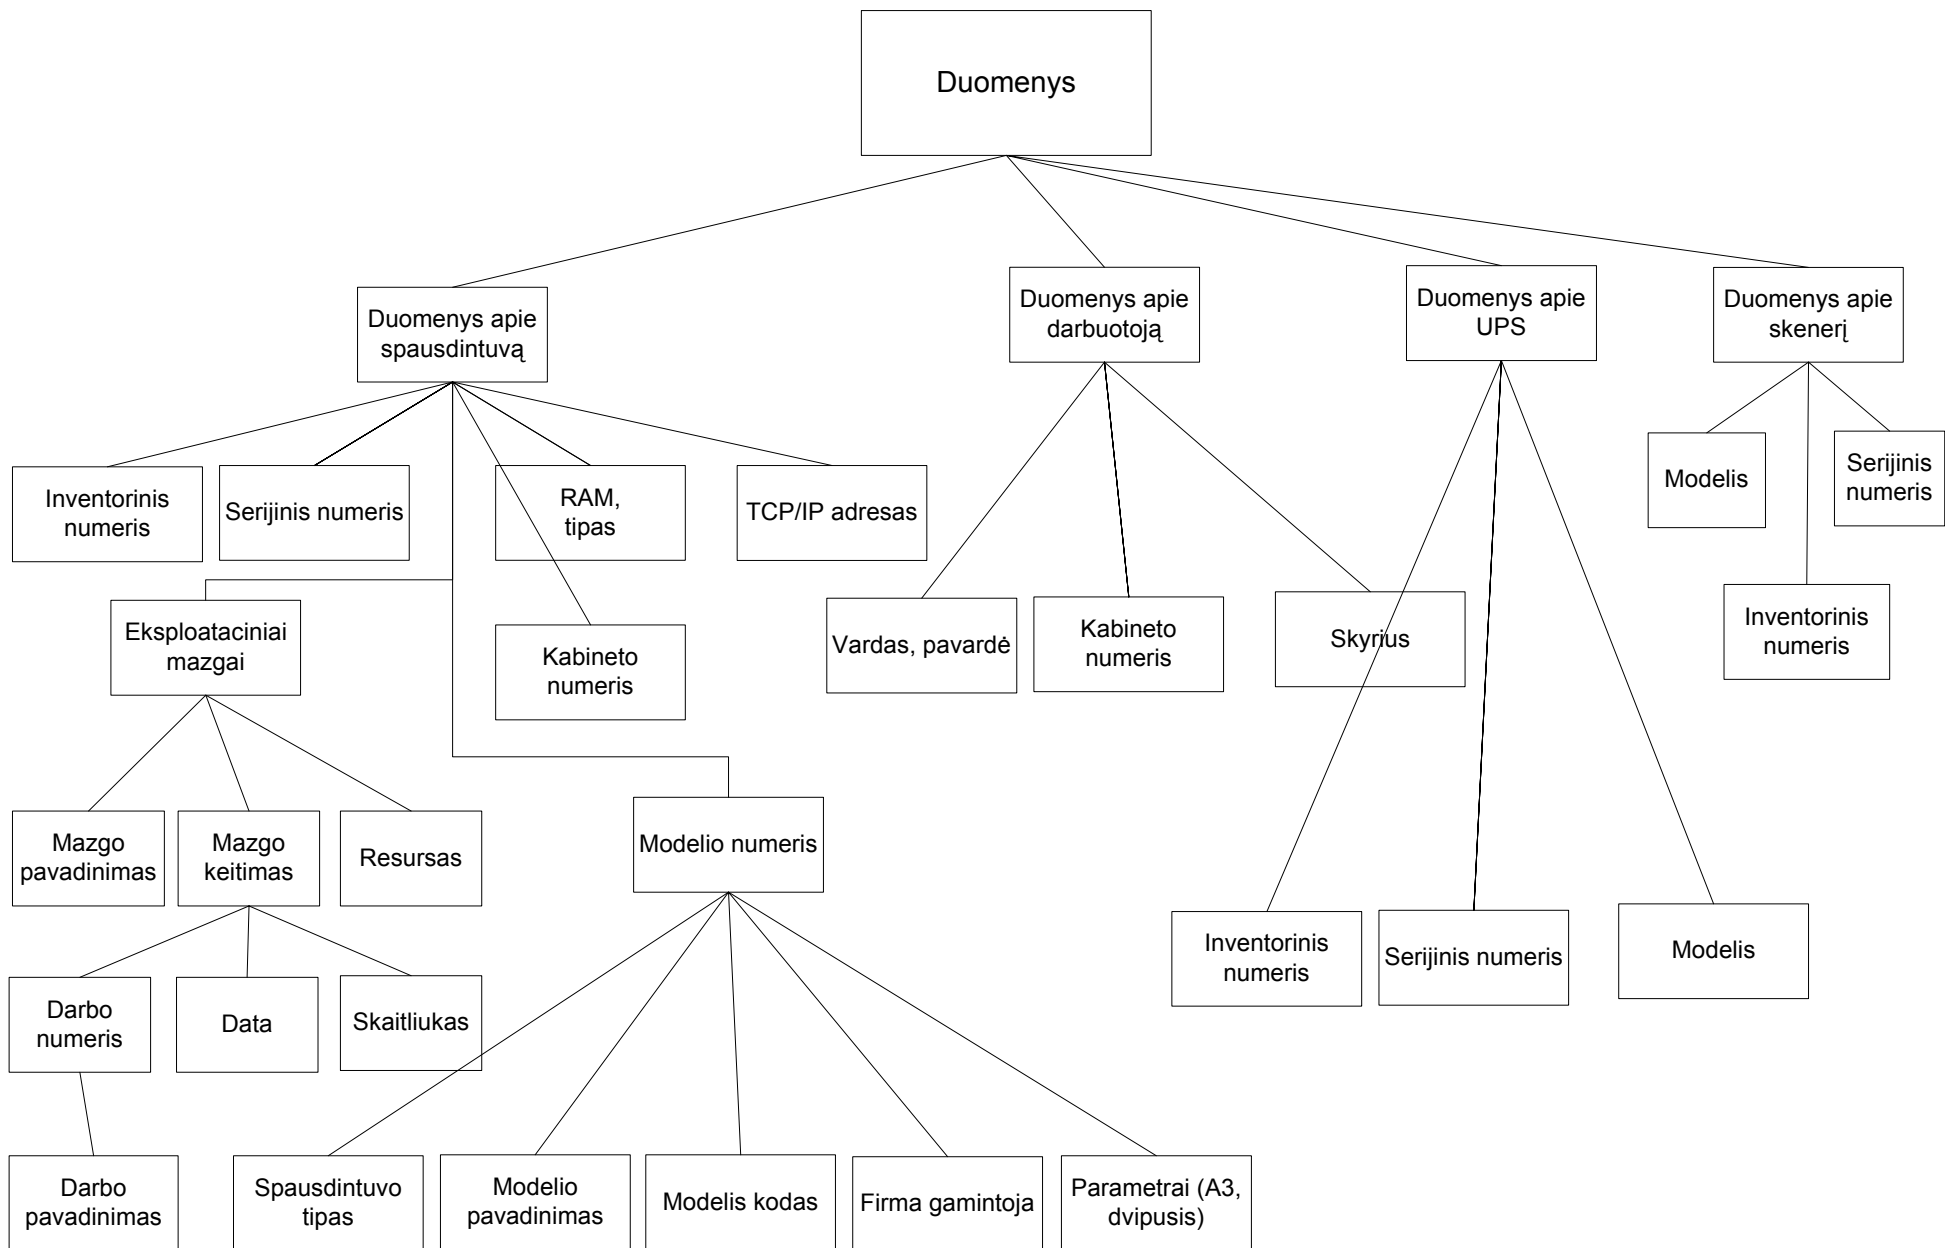 Duomenys
Duomenys apie
spausdintuvą
Duomenys apie
darbuotoją
Duomenys apie
UPS
Duomenys apie
skenerį
Inventorinis
numeris
Serijinis numeris
RAM,
tipas
TCP/IP adresas
Modelis
Serijinis
numeris
Eksploataciniai
mazgai
Kabineto
numeris
Vardas, pavardė
Kabineto
numeris
Skyrius
Inventorinis
numeris
Mazgo
pavadinimas
Mazgo
keitimas
Resursas
Modelio numeris
Inventorinis
numeris
Serijinis numeris
Modelis
Darbo
numeris
Data
Skaitliukas
Darbo
pavadinimas
Spausdintuvo
tipas
Modelio
pavadinimas
Modelis kodas
Firma gamintoja
Parametrai (A3,
dvipusis)